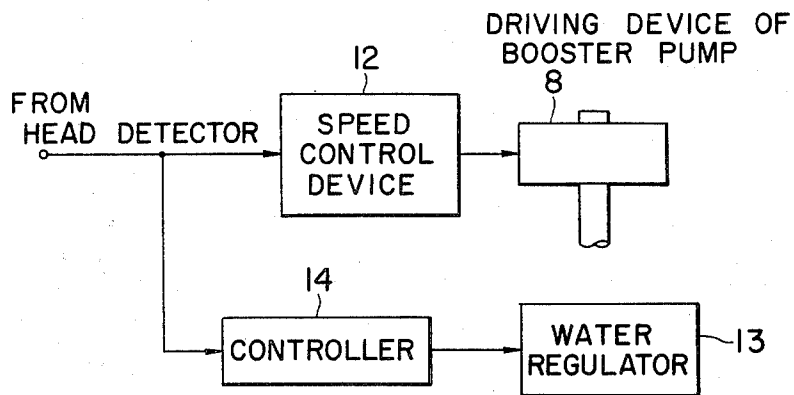 DRIVING DEVICE OF
BOOSTER PUMP
8
12
FROM
HEAD DETECTOR
SPEED
CONTROL
DEVICE
14
CONTROLLER
WATER
REGULATOR
13